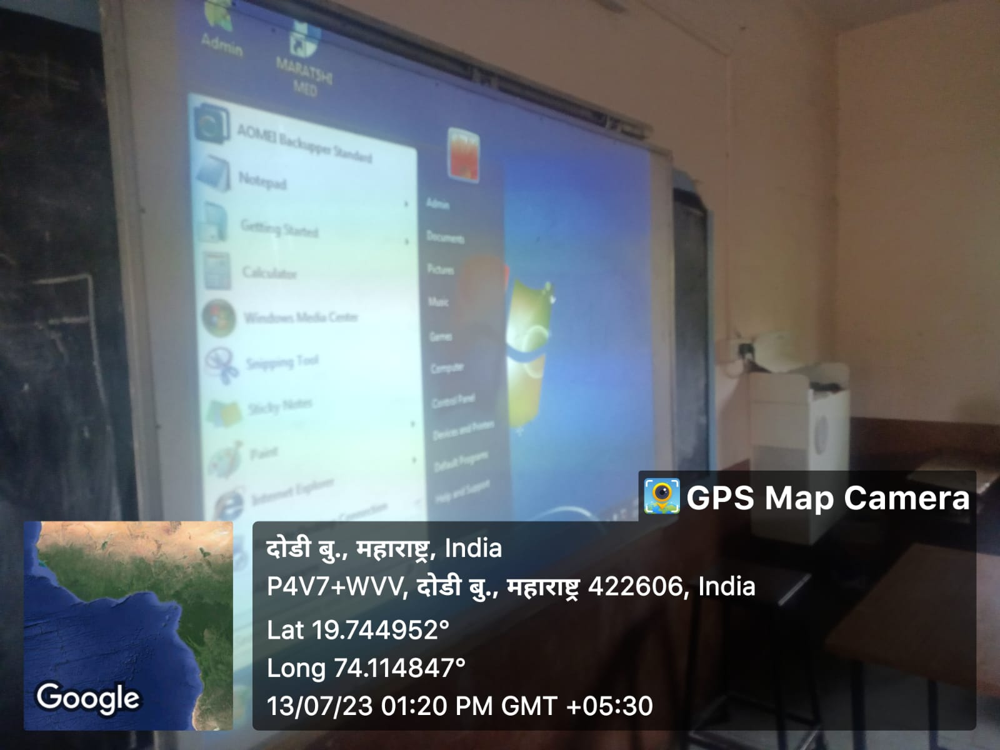 Admin
MARATSHI
MED
AOMEI Backupper Standard
Notepad
Getting Started
Calculator
Windows Media Center
Snipping Tool
Sticky Notes
Paint
Internet Explorer
Connection
Admin
Documents
Pictures
Music
Games
Computer
Control Panel
Devices and Printers
Default Programs
Help and Support
GPS Map Camera
दोडी बु., महाराष्ट्र, India
P4V7+WVV, दोडी बु., महाराष्ट्र 422606, India
Lat 19.744952°
Long 74.114847°
13/07/23 01:20 PM GMT +05:30
Google